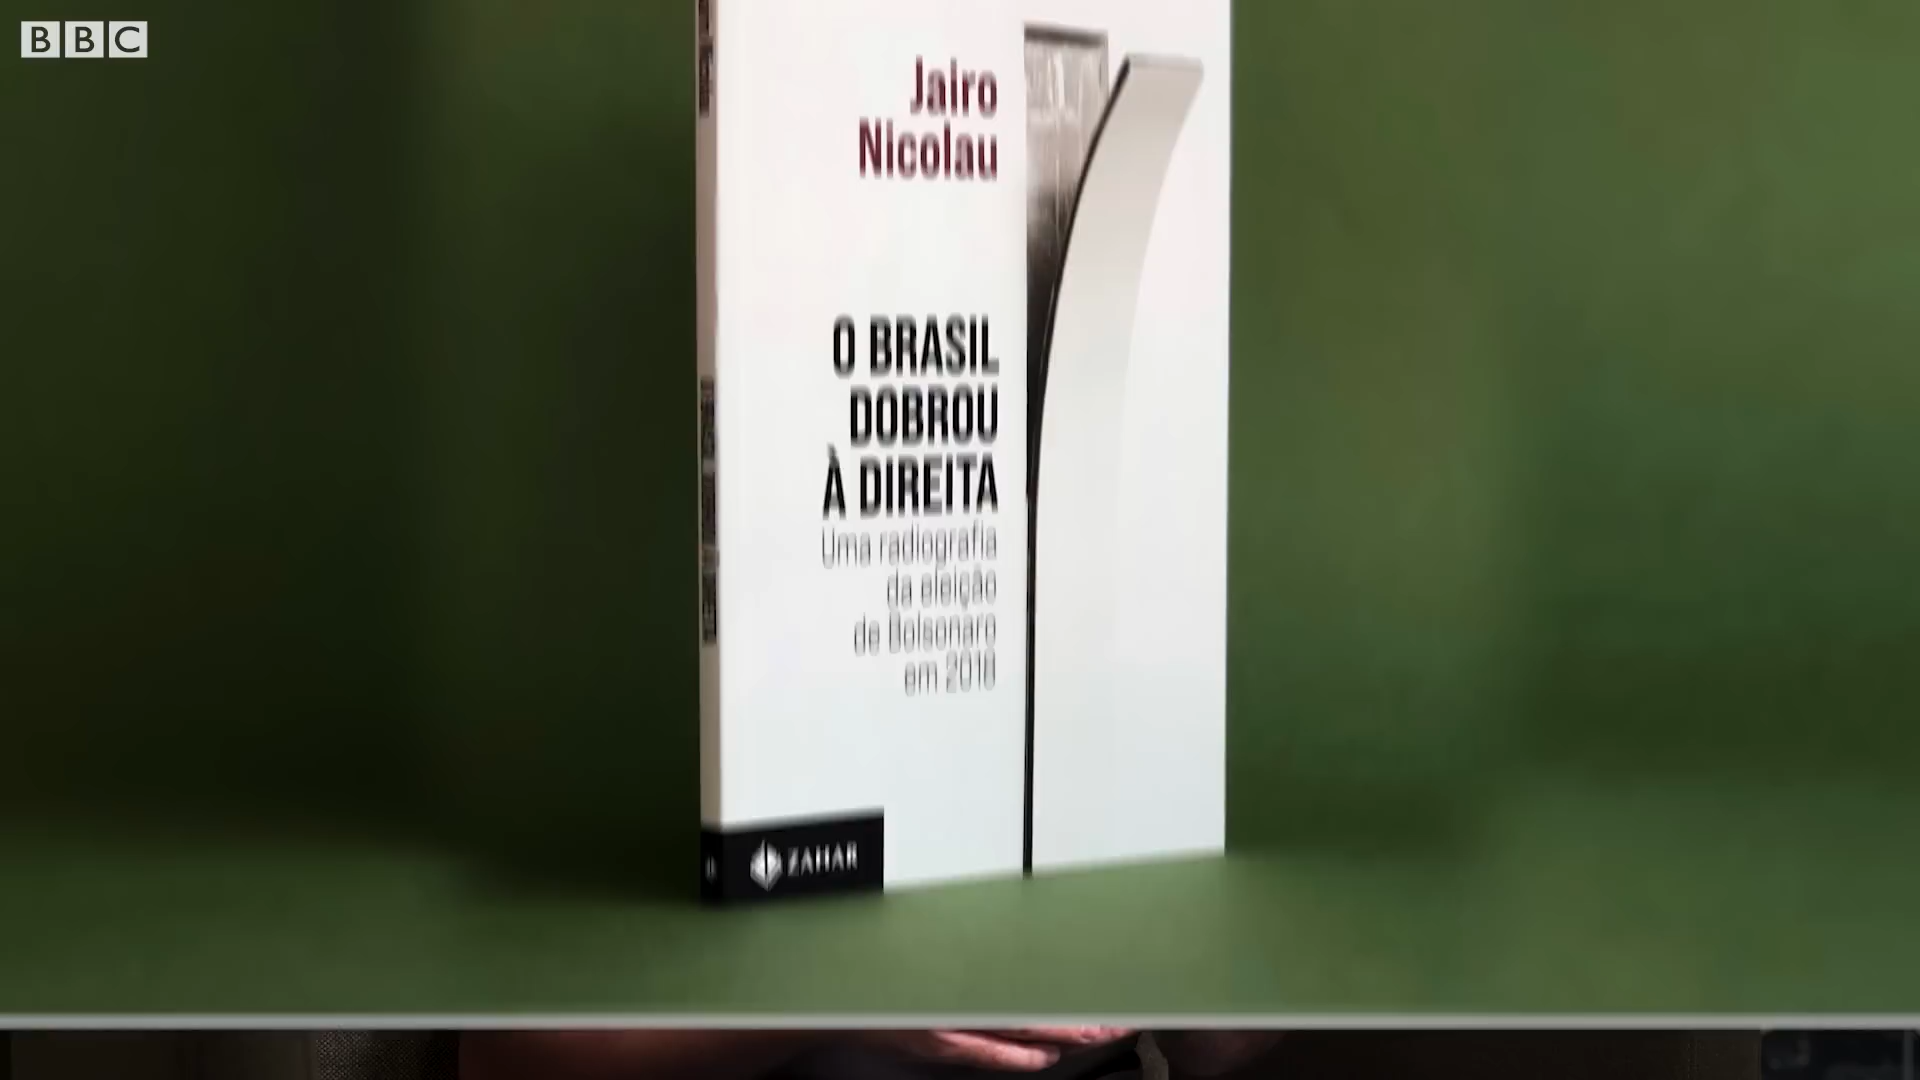 BBC
Jairo
Nicolau
O BRASIL
DOBROU
À DIREITA
Uma radiografia
da eleição
de Bolsonaro
em 2018
ZAHAR